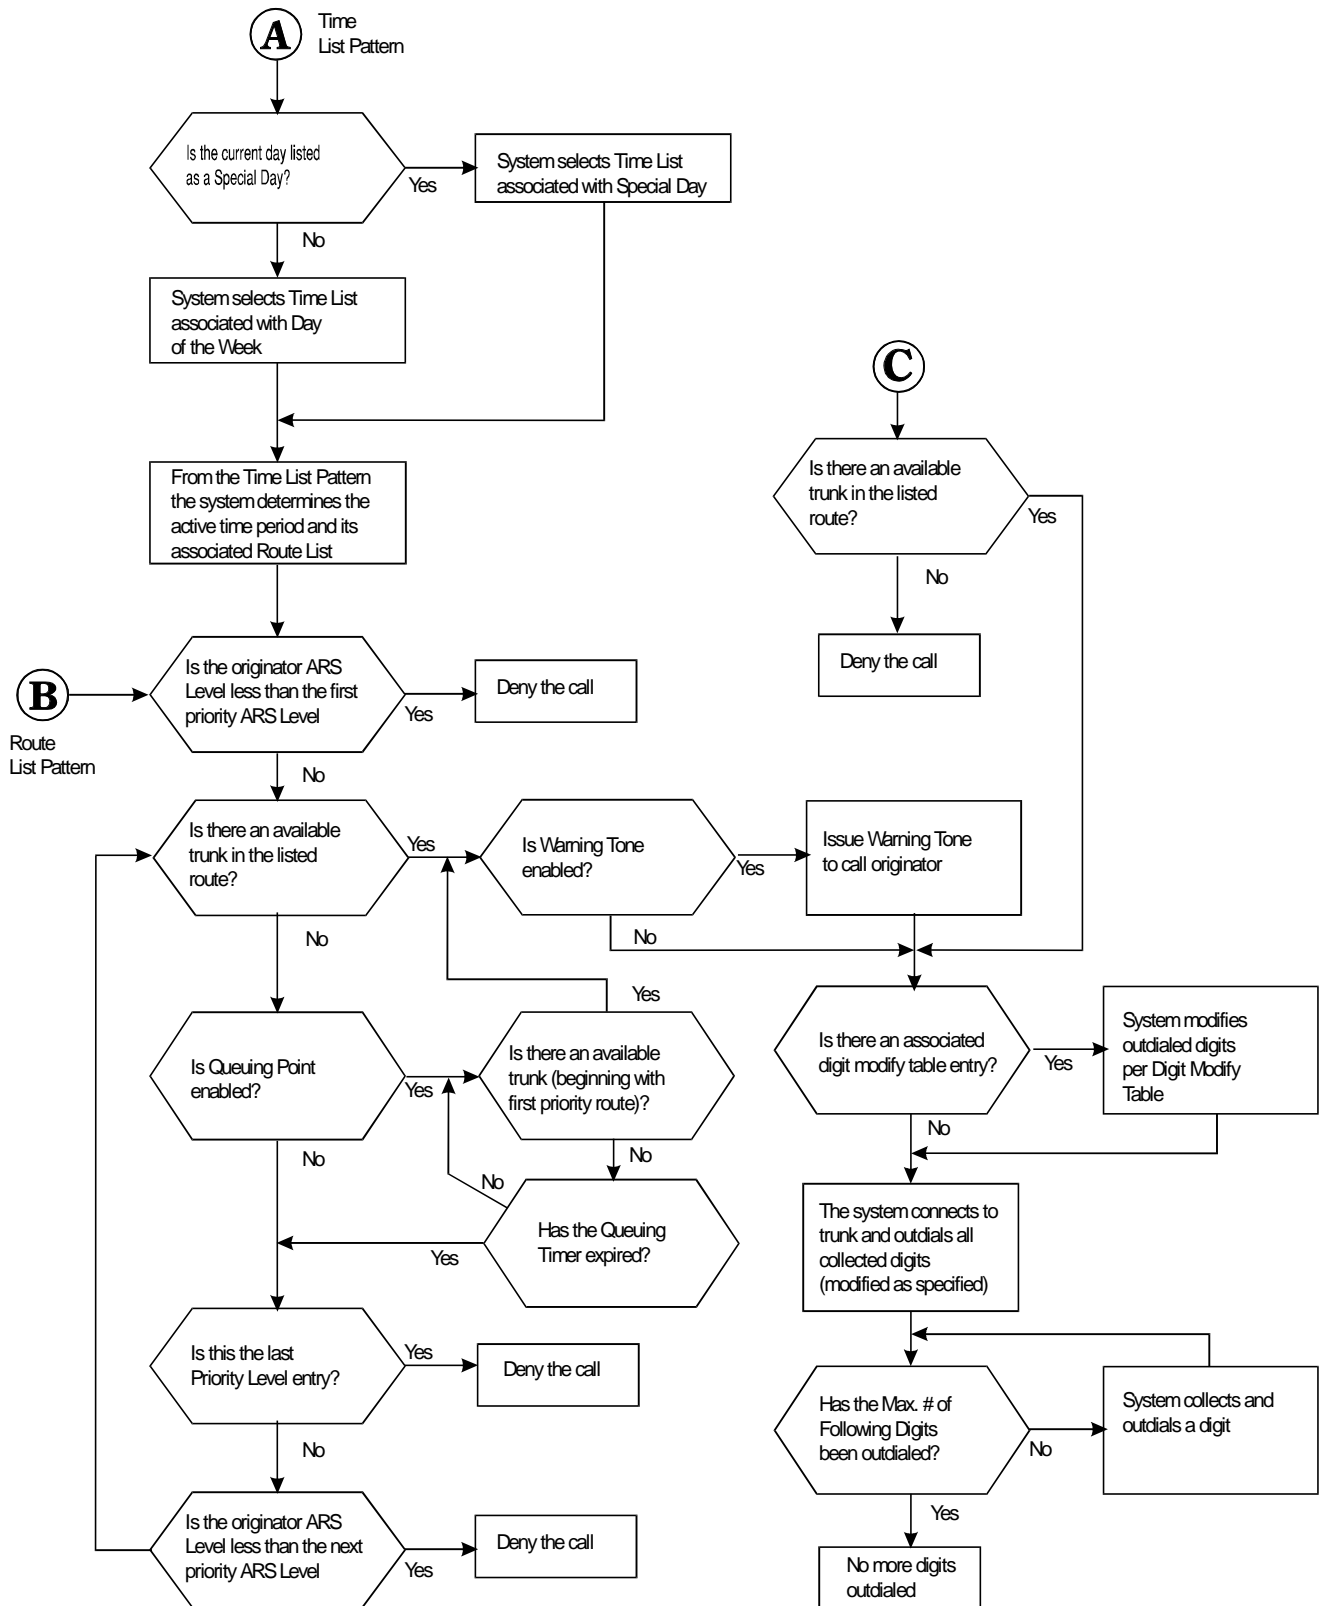 A
Time
List Pattern
Is the current day listed
as a Special Day?
Yes
System selects Time List
associated with Special Day
No
System selects Time List
associated with Day
of the Week
From the Time List Pattern
the system determines the
active time period and its
associated Route List
B
Route
List Pattern
Is the originator ARS
Level less than the first
priority ARS Level
Yes
Deny the call
No
Is there an available
trunk in the listed
route?
Yes
Is Warning Tone
enabled?
Yes
Issue Warning Tone
to call originator
No
No
Is Queuing Point
enabled?
Yes
Yes
Is there an available
trunk (beginning with
first priority route)?
No
No
No
Has the Queuing
Timer expired?
Yes
Is this the last
Priority Level entry?
Yes
Deny the call
No
Is the originator ARS
Level less than the next
priority ARS Level
Yes
Deny the call
C
Is there an available
trunk in the listed
route?
Yes
No
Deny the call
Is there an associated
digit modify table entry?
Yes
System modifies
outdialed digits
per Digit Modify
Table
No
The system connects to
trunk and outdials all
collected digits
(modified as specified)
Has the Max. # of
Following Digits
been outdialed?
No
System collects and
outdials a digit
Yes
No more digits
outdialed